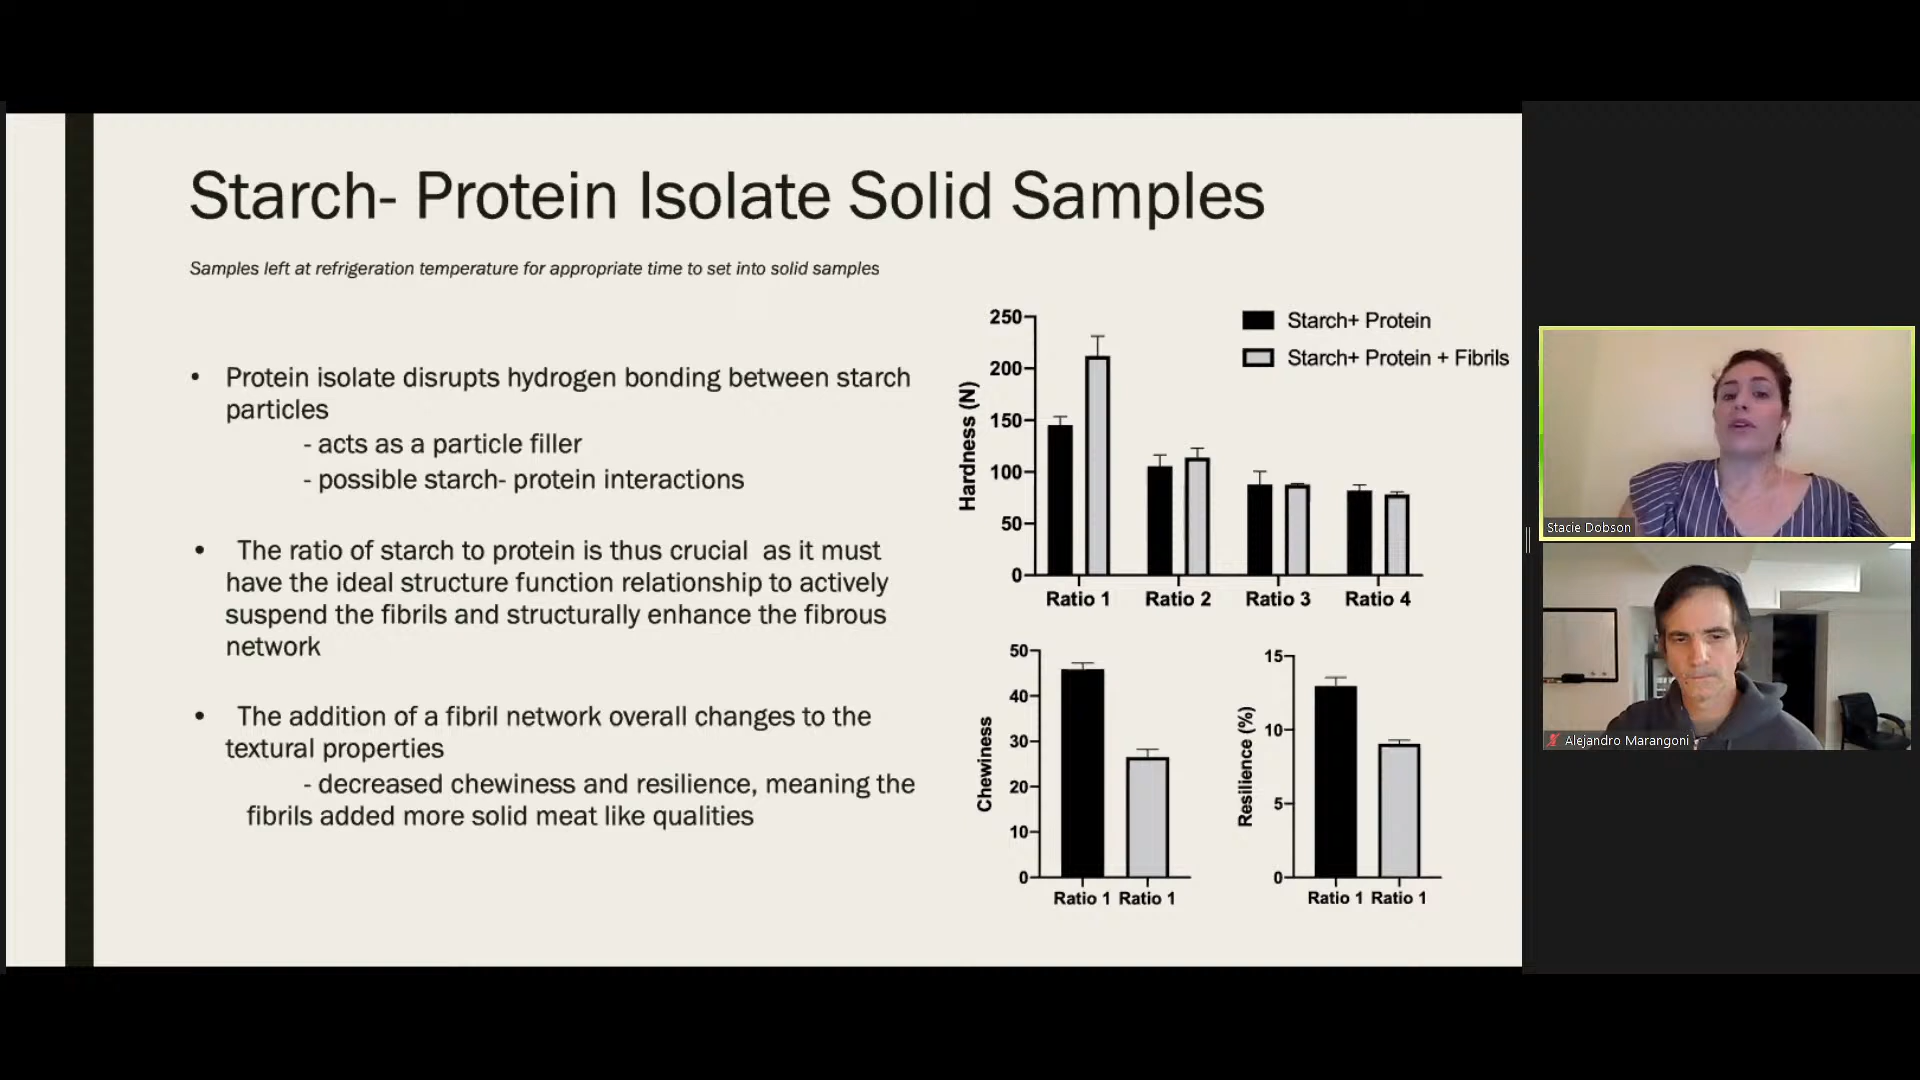 Starch- Protein Isolate Solid Samples
Samples left at refrigeration temperature for appropriate time to set into solid samples
• Protein isolate disrupts hydrogen bonding between starch
particles
- acts as a particle filler
- possible starch- protein interactions
• The ratio of starch to protein is thus crucial as it must
have the ideal structure function relationship to actively
suspend the fibrils and structurally enhance the fibrous
network
• The addition of a fibril network overall changes to the
textural properties
- decreased chewiness and resilience, meaning the
fibrils added more solid meat like qualities
Starch+ Protein
Starch+ Protein + Fibrils
Hardness (N)
250
200
150
100
50
0
Ratio 1 Ratio 2 Ratio 3 Ratio 4
Chewiness
50
40
30
20
10
0
Ratio 1 Ratio 1
Resilience (%)
15
10
5
0
Ratio 1 Ratio 1
Stacie Dobson
Alejandro Marangoni